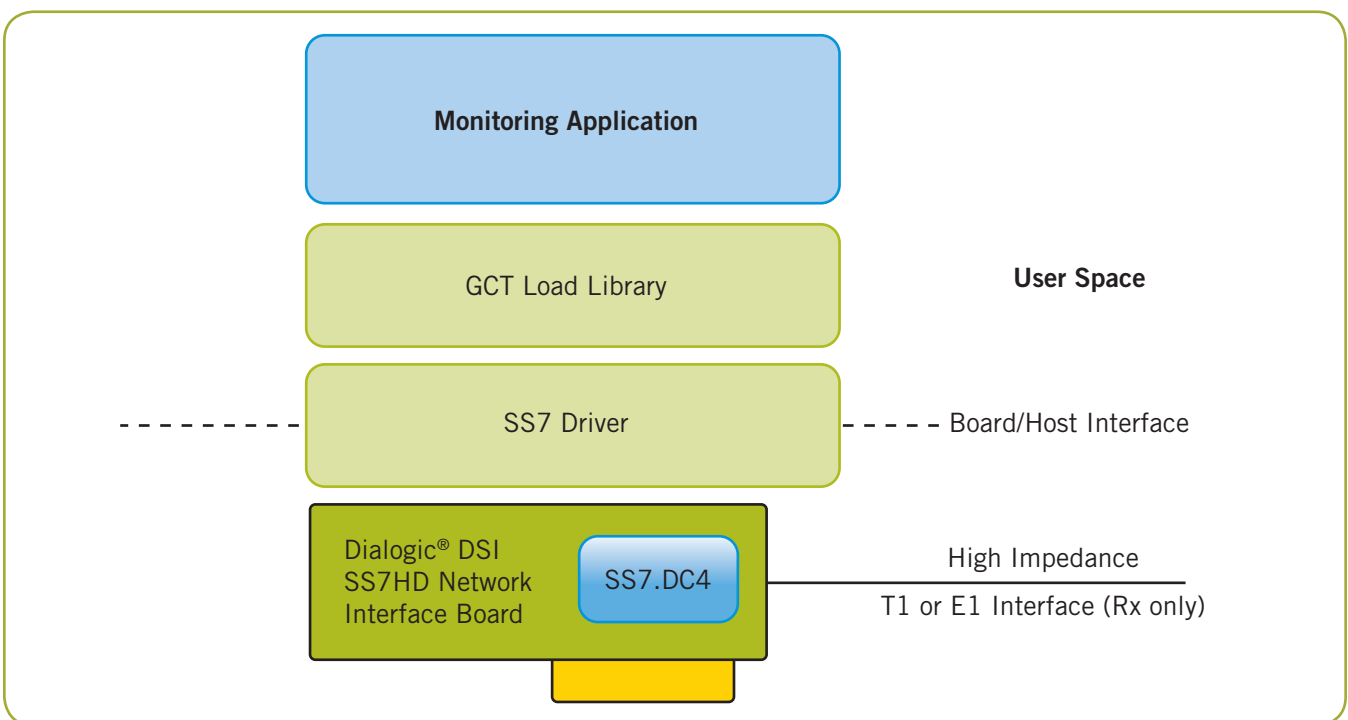 Monitoring Application
GCT Load Library
User Space
SS7 Driver
Board/Host Interface
Dialogic® DSI
SS7HD Network
Interface Board
SS7.DC4
High Impedance
T1 or E1 Interface (Rx only)